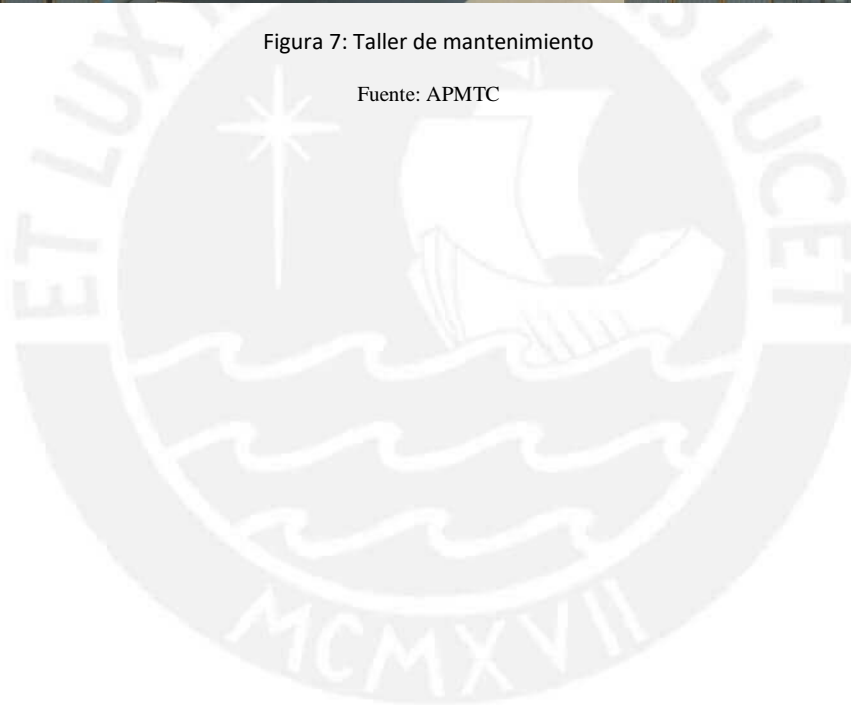 Figura 7: Taller de mantenimiento
Fuente: APMTC
ET LUX
LUCET
MCMXVII